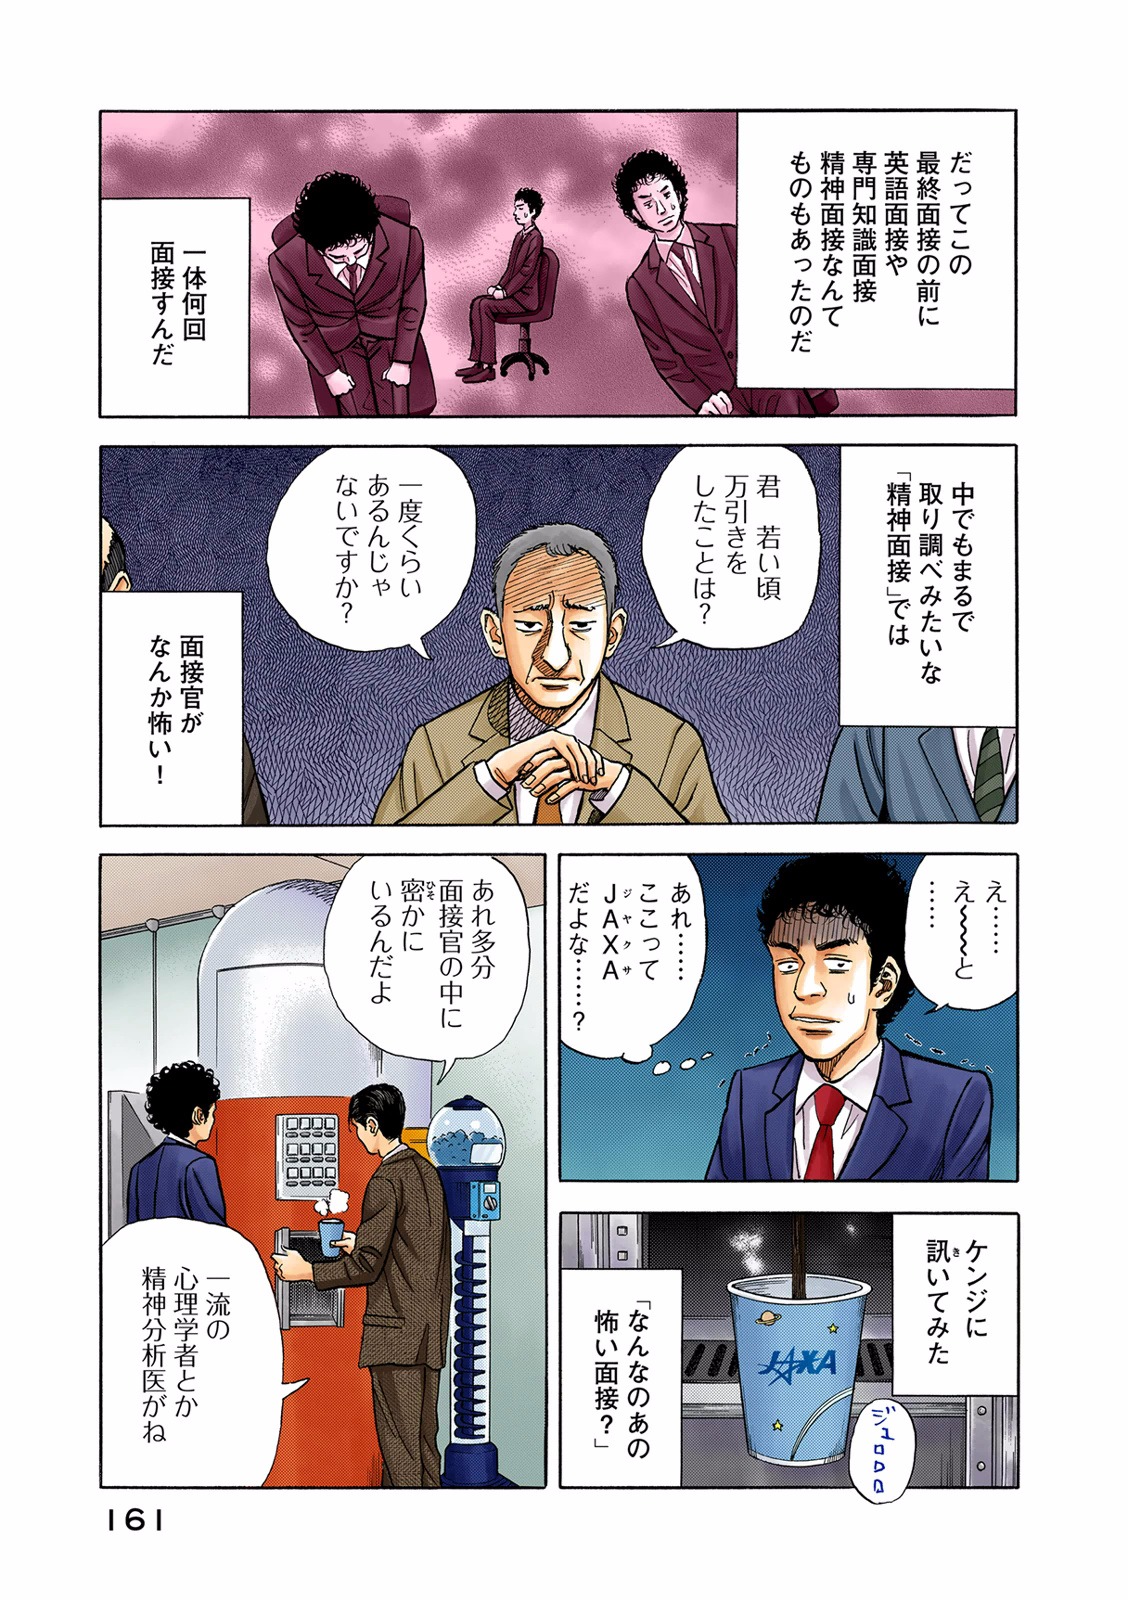 だってこの
最終面接の前に
英語面接や
専門知識面接
精神面接なんて
ものもあったのだ
一体何回
面接すんだ
中でもまるで
取り調べみたいな
「精神面接」では
君 若い頃
万引きを
したことは?
一度くらい
あるんじゃ
ないですか?
面接官が
なんか怖い!
え……
え〜〜〜と
……
あれ……
ここって
JAXA
ジャクサ
だよな……?
ケンジに
訊いてみた
き
JAXA
ジュロロロ
「なんなのあの
怖い面接?」
あれ多分
面接官の中に
密かに
ひそ
いるんだよ
一流の
心理学者とか
精神分析医がね
161